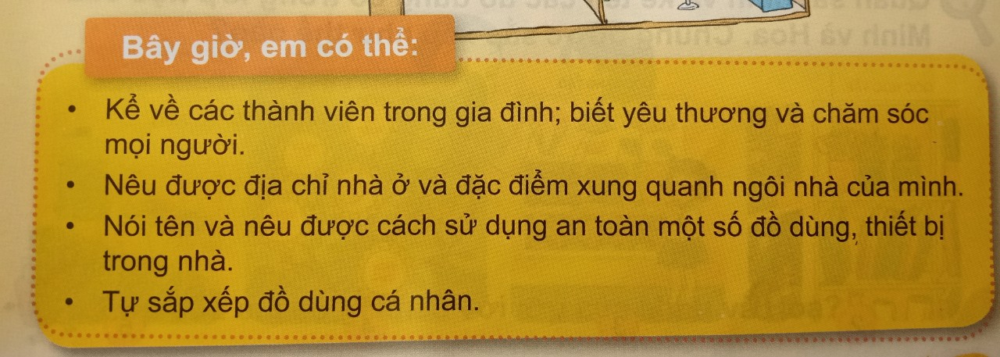 Bây giờ, em có thể:
• Kể về các thành viên trong gia đình; biết yêu thương và chăm sóc
mọi người.
• Nêu được địa chỉ nhà ở và đặc điểm xung quanh ngôi nhà của mình.
• Nói tên và nêu được cách sử dụng an toàn một số đồ dùng, thiết bị
trong nhà.
• Tự sắp xếp đồ dùng cá nhân.